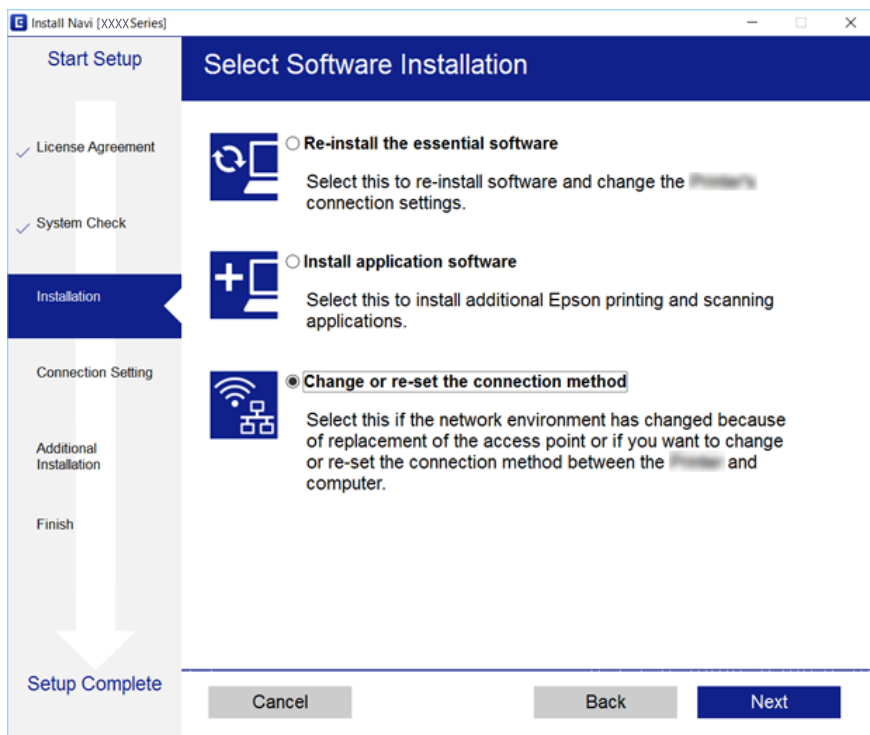 E Install Navi [XXXX Series]
Start Setup
License Agreement
System Check
Installation
Connection Setting
Additional
Installation
Finish
Setup Complete
Select Software Installation
Re-install the essential software
Select this to re-install software and change the
connection settings.
Install application software
Select this to install additional Epson printing and scanning
applications.
Change or re-set the connection method
Select this if the network environment has changed because
of replacement of the access point or if you want to change
or re-set the connection method between the and
computer.
Cancel
Back
Next